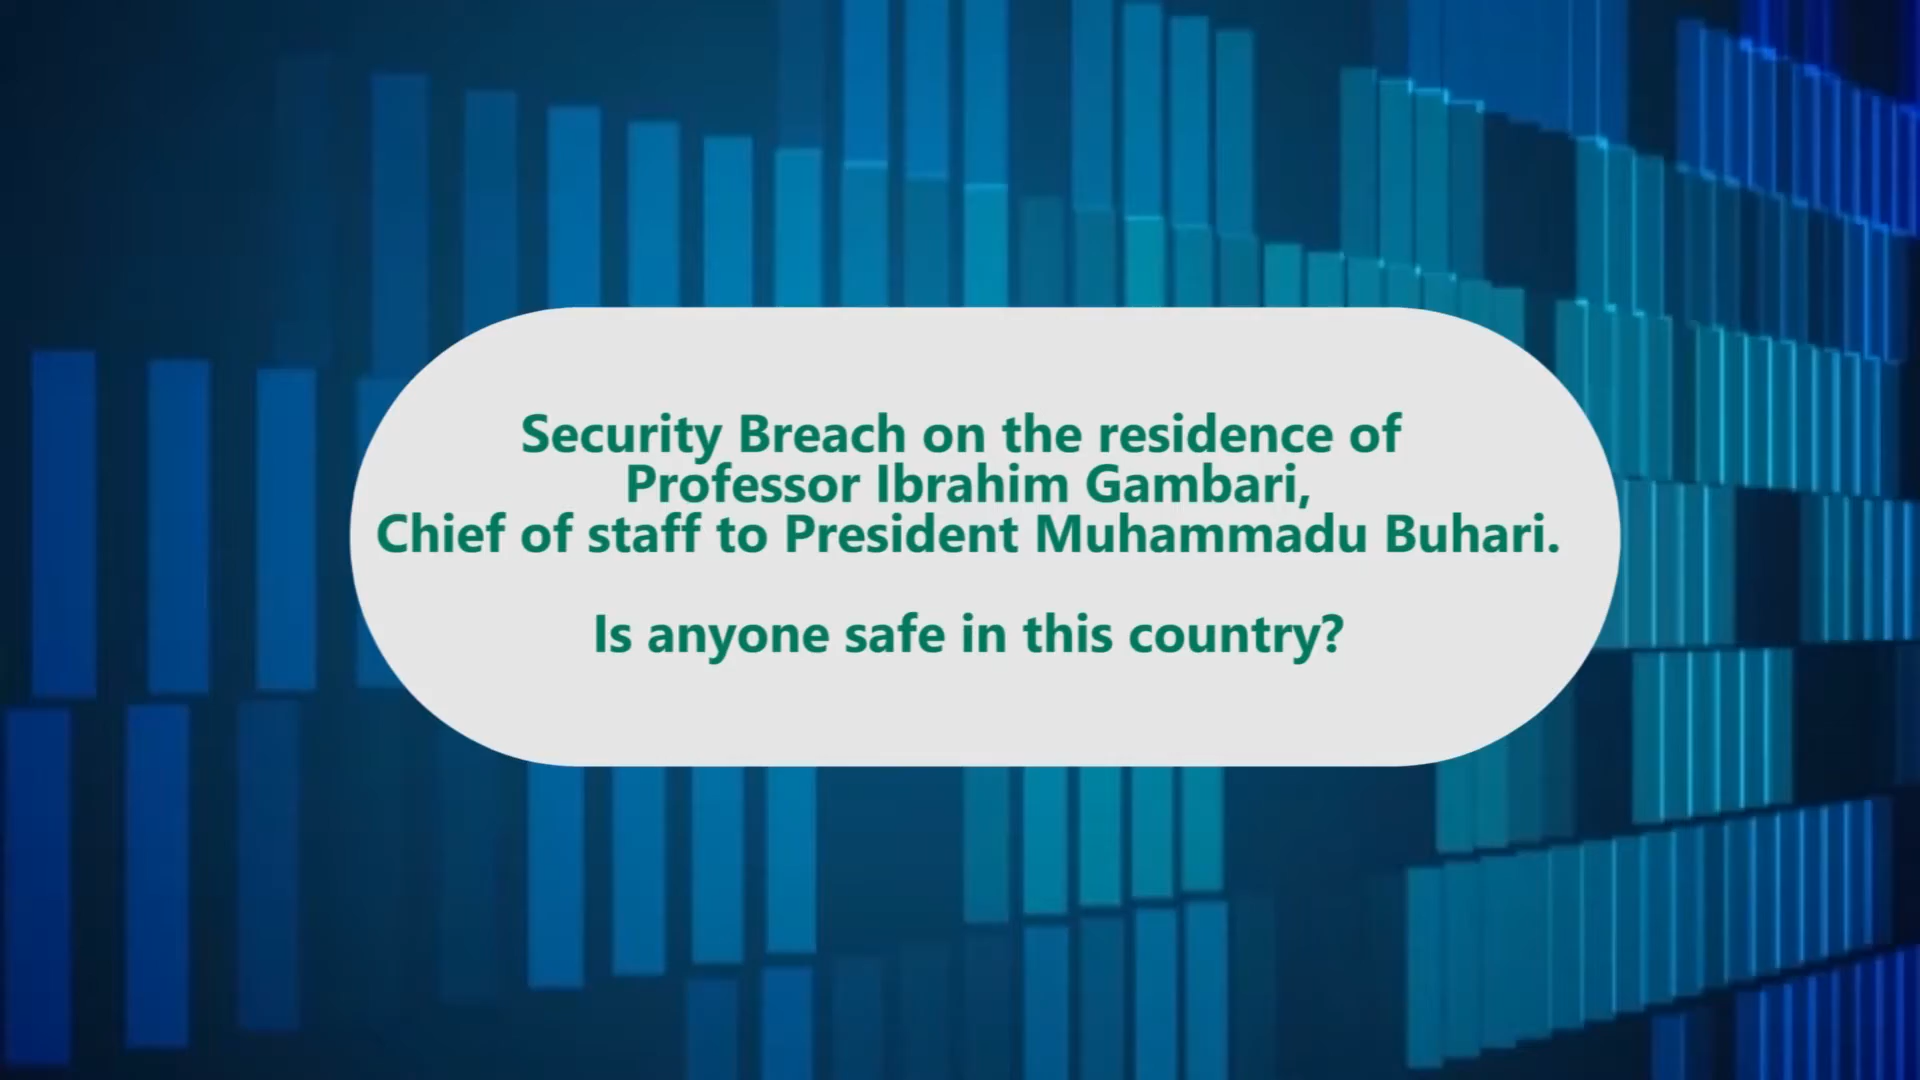 Security Breach on the residence of
Professor Ibrahim Gambari,
Chief of staff to President Muhammadu Buhari.
Is anyone safe in this country?